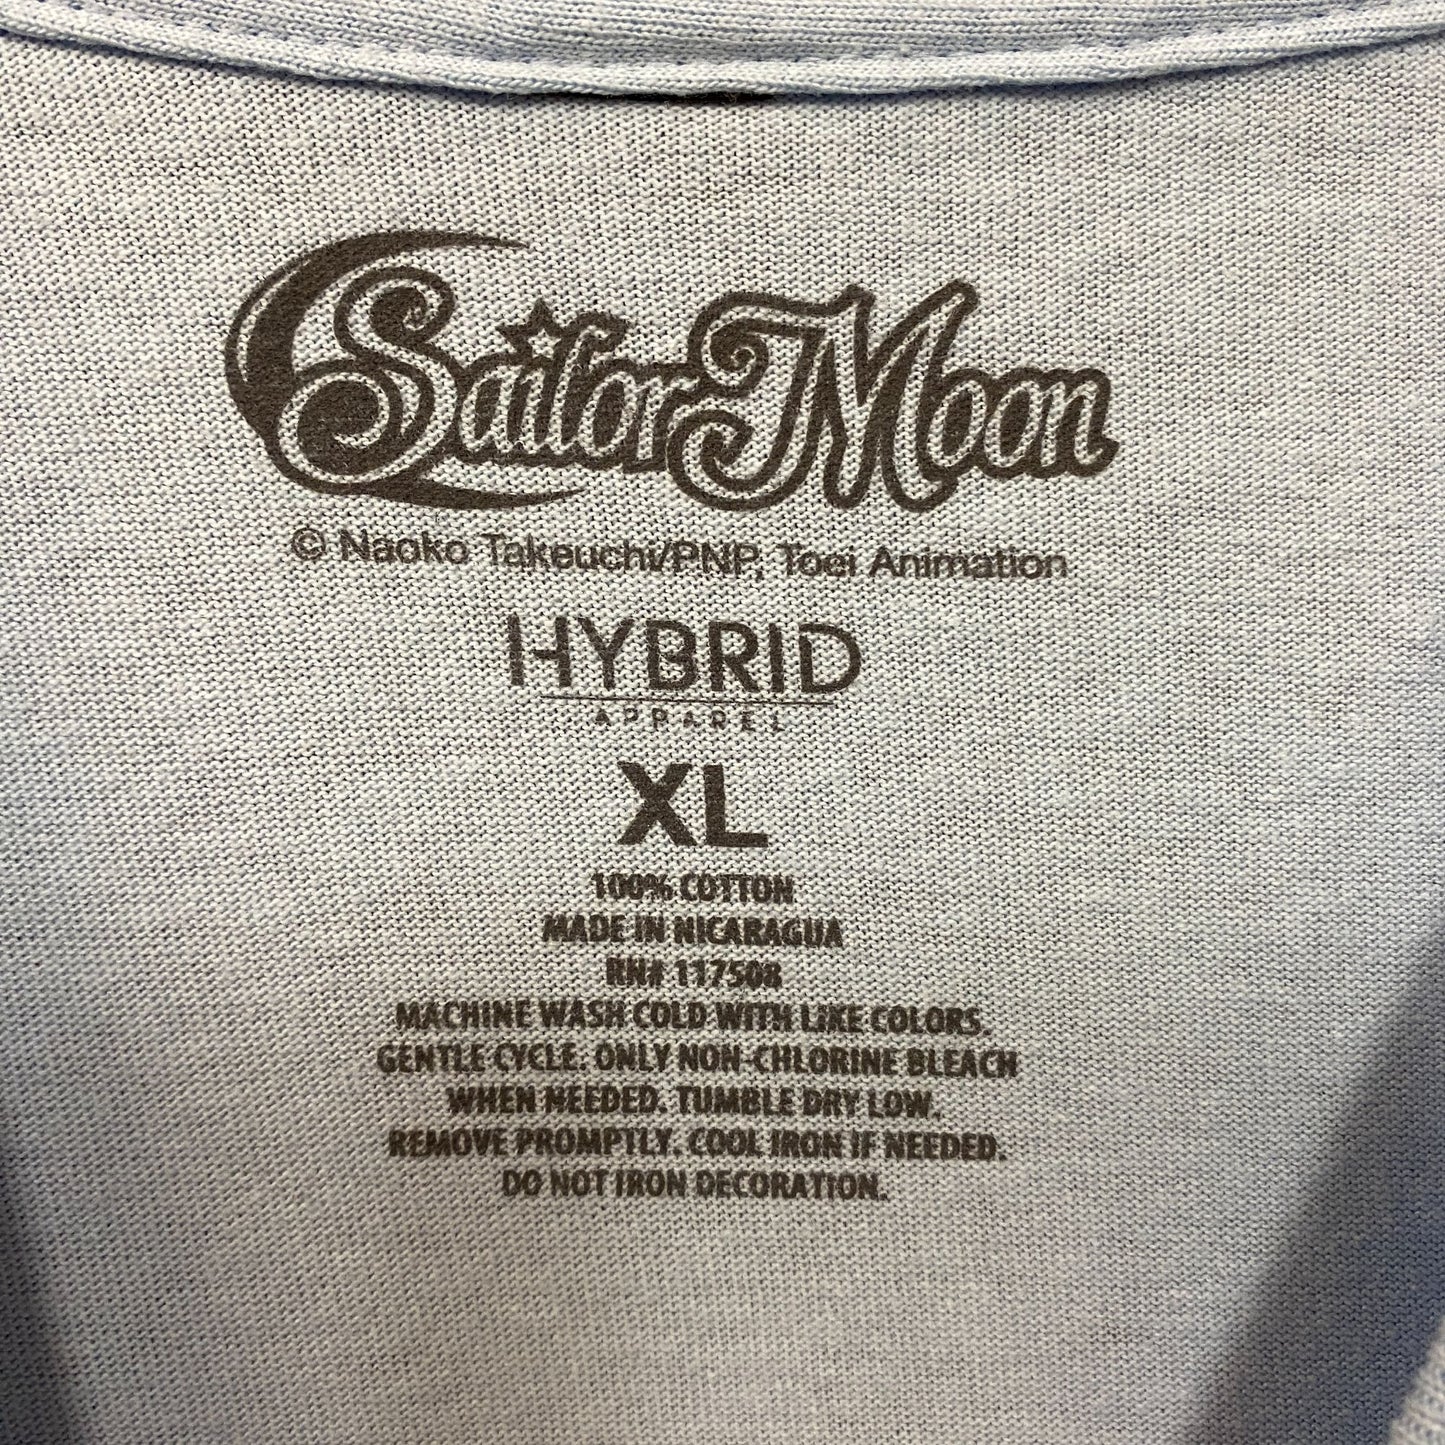 Sailor Moon
© Naoko Takeuchi/PNP, Toei Animation
HYBRID
APPAREL
XL
100% COTTON
MADE IN NICARAGUA
RN# 117508
MACHINE WASH COLD WITH LIKE COLORS.
GENTLE CYCLE. ONLY NON-CHLORINE BLEACH
WHEN NEEDED. TUMBLE DRY LOW.
REMOVE PROMPTLY. COOL IRON IF NEEDED.
DO NOT IRON DECORATION.